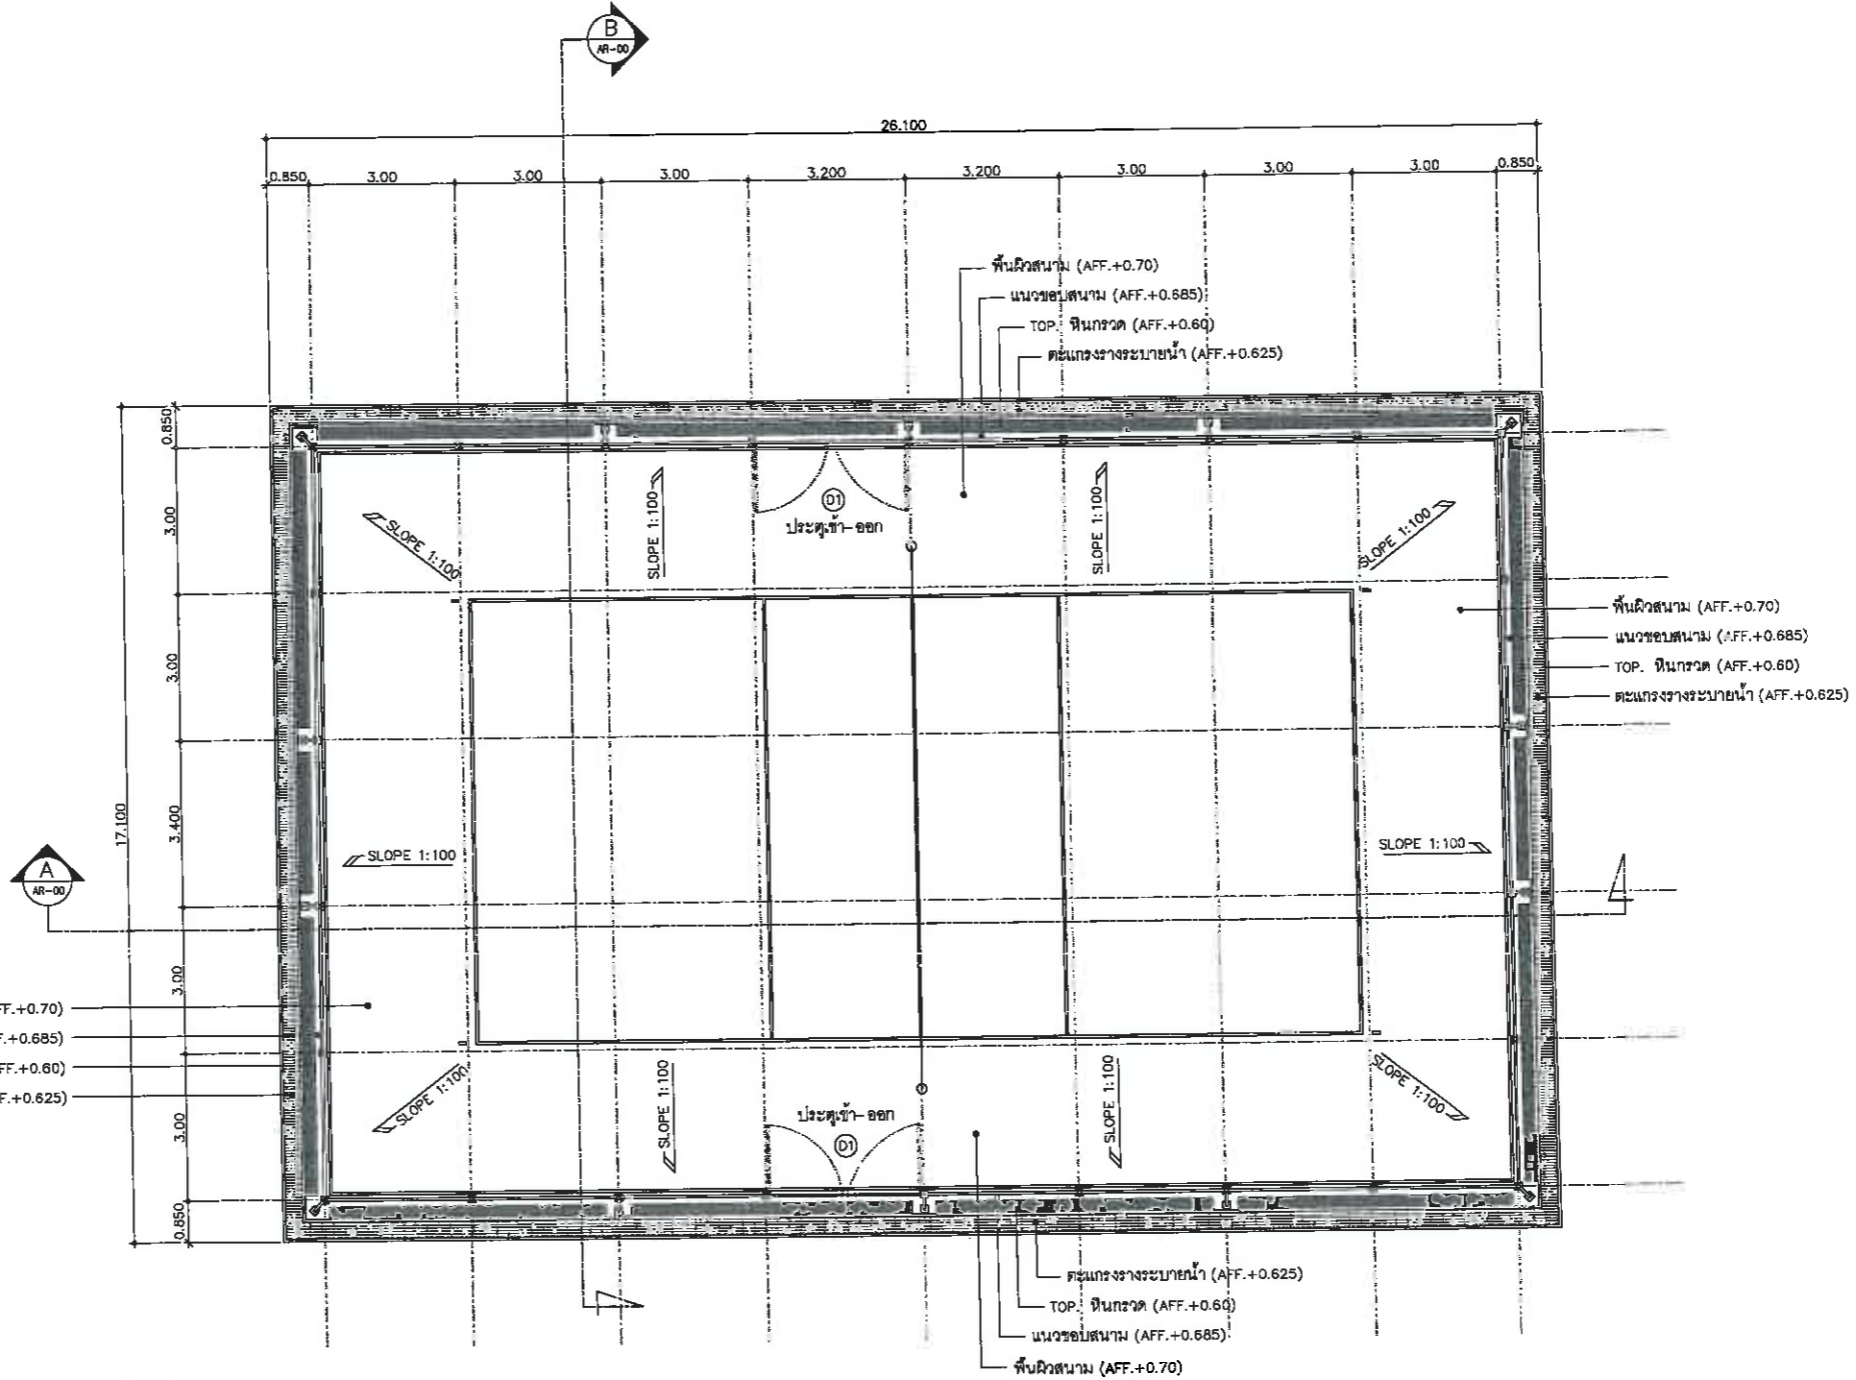 B
AR-00
26.100
0.850 3.00 3.00 3.00 3.200 3.200 3.00 3.00 3.00 0.850
พื้นผิวสนาม (AFF.+0.70)
แนวขอบสนาม (AFF.+0.685)
TOP. หินกรวด (AFF.+0.60)
ตะแกรงรางระบายน้ำ (AFF.+0.625)
0.850
3.00
3.00
3.400
3.00
3.00
0.850
17.100
SLOPE 1:100
SLOPE 1:100
D1
ประตูเข้า-ออก
SLOPE 1:100
SLOPE 1:100
พื้นผิวสนาม (AFF.+0.70)
แนวขอบสนาม (AFF.+0.685)
TOP. หินกรวด (AFF.+0.60)
ตะแกรงรางระบายน้ำ (AFF.+0.625)
A
AR-00
SLOPE 1:100
SLOPE 1:100
FF.+0.70)
F.+0.685)
FF.+0.60)
F.+0.625)
SLOPE 1:100
SLOPE 1:100
ประตูเข้า-ออก
D1
SLOPE 1:100
SLOPE 1:100
ตะแกรงรางระบายน้ำ (AFF.+0.625)
TOP. หินกรวด (AFF.+0.60)
แนวขอบสนาม (AFF.+0.685)
พื้นผิวสนาม (AFF.+0.70)